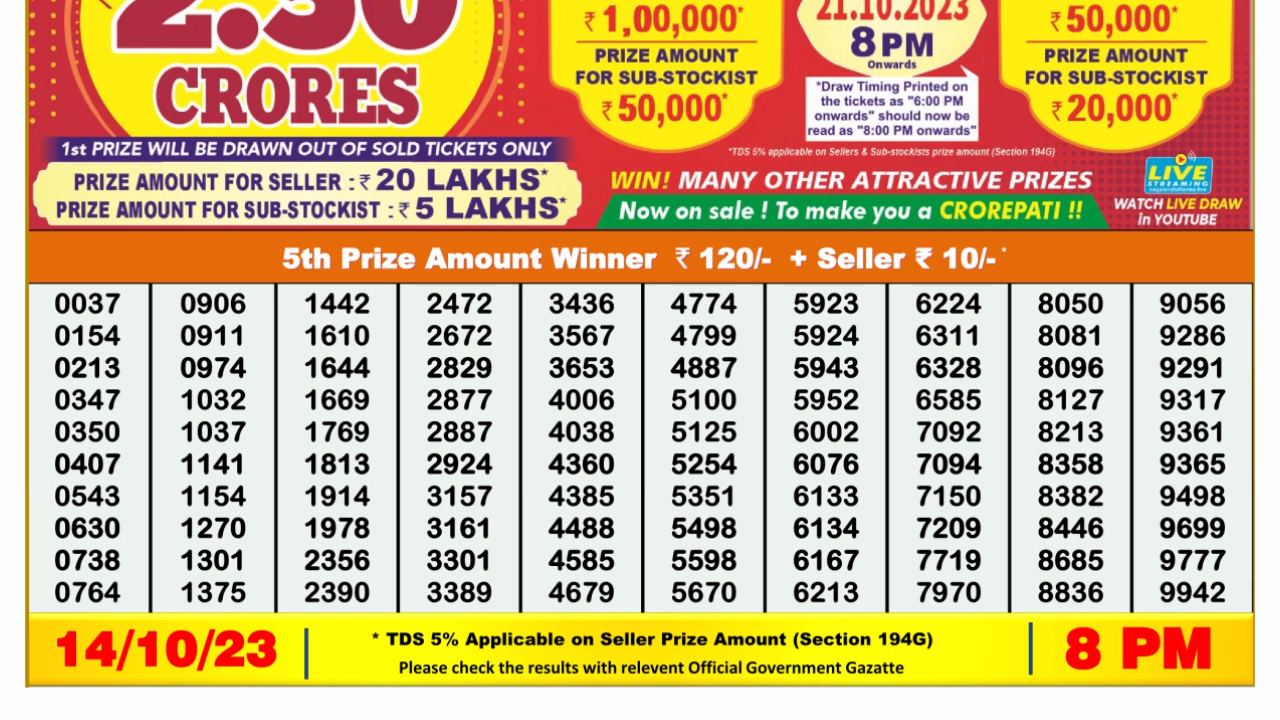 2.50
CRORES
1st PRIZE WILL BE DRAWN OUT OF SOLD TICKETS ONLY
PRIZE AMOUNT FOR SELLER : ₹ 20 LAKHS*
PRIZE AMOUNT FOR SUB-STOCKIST : ₹ 5 LAKHS*
₹ 1,00,000*
PRIZE AMOUNT
FOR SUB-STOCKIST
₹ 50,000*
21.10.2023
8 PM
Onwards
*Draw Timing Printed on
the tickets as "6:00 PM
onwards" should now be
read as "8:00 PM onwards"
₹ 50,000*
PRIZE AMOUNT
FOR SUB-STOCKIST
₹ 20,000*
*TDS 5% applicable on Sellers & Sub-stockists prize amount (Section 194G)
WIN! MANY OTHER ATTRACTIVE PRIZES
Now on sale ! To make you a CROREPATI !!
LIVE
STREAMING
WATCH LIVE DRAW
in YOUTUBE
5th Prize Amount Winner ₹ 120/- + Seller ₹ 10/- *
0037 0906 1442 2472 3436 4774 5923 6224 8050 9056
0154 0911 1610 2672 3567 4799 5924 6311 8081 9286
0213 0974 1644 2829 3653 4887 5943 6328 8096 9291
0347 1032 1669 2877 4006 5100 5952 6585 8127 9317
0350 1037 1769 2887 4038 5125 6002 7092 8213 9361
0407 1141 1813 2924 4360 5254 6076 7094 8358 9365
0543 1154 1914 3157 4385 5351 6133 7150 8382 9498
0630 1270 1978 3161 4488 5498 6134 7209 8446 9699
0738 1301 2356 3301 4585 5598 6167 7719 8685 9777
0764 1375 2390 3389 4679 5670 6213 7970 8836 9942
14/10/23
* TDS 5% Applicable on Seller Prize Amount (Section 194G)
Please check the results with relevent Official Government Gazatte
8 PM